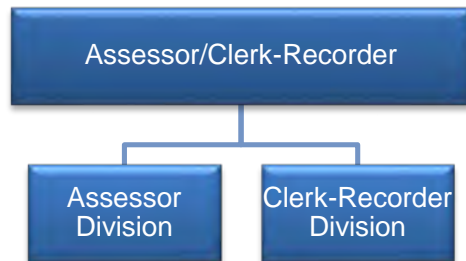 Assessor/Clerk-Recorder
Assessor
Division
Clerk-Recorder
Division